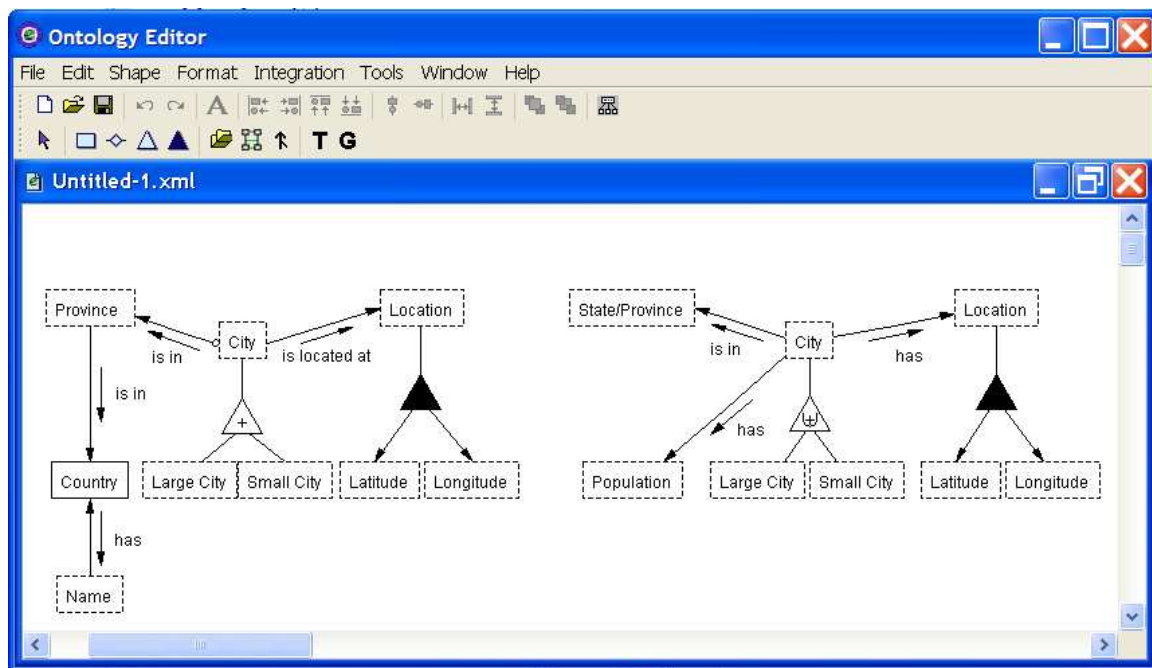 Ontology Editor
File Edit Shape Format Integration Tools Window Help
A
T G
Untitled-1.xml
Province Location State/Province Location
City City
is in is located at is in has
is in
+
has
Country Large City Small City Latitude Longitude Population Large City Small City Latitude Longitude
has
Name